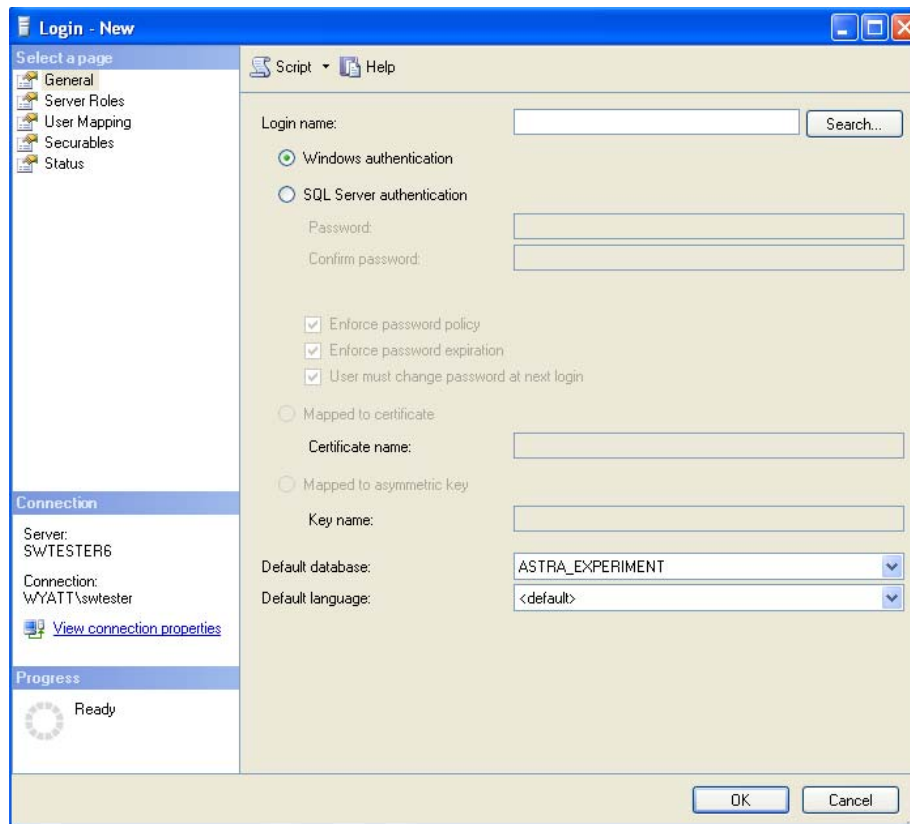 Login - New
Select a page
General
Server Roles
User Mapping
Securables
Status
Connection
Server:
SWTESTER6
Connection:
WYATT\swtester
View connection properties
Progress
Ready
Script Help
Login name: Search...
Windows authentication
SQL Server authentication
Password:
Confirm password:
Enforce password policy
Enforce password expiration
User must change password at next login
Mapped to certificate
Certificate name:
Mapped to asymmetric key
Key name:
Default database: ASTRA_EXPERIMENT
Default language: <default>
OK Cancel